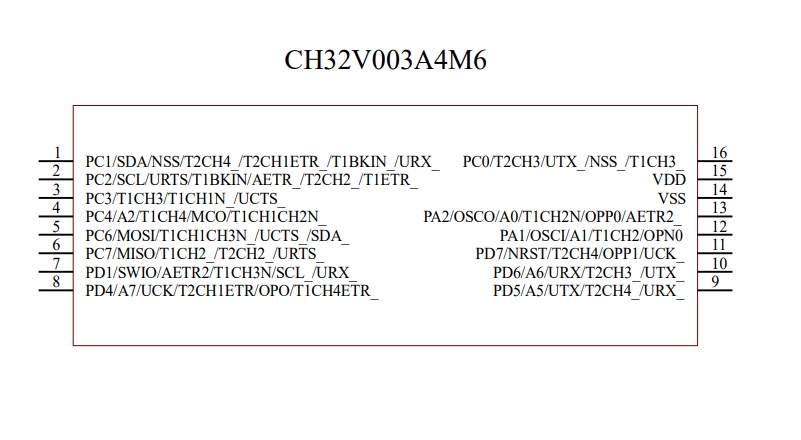 CH32V003A4M6
1 PC1/SDA/NSS/T2CH4_/T2CH1ETR_/T1BKIN_/URX_ PC0/T2CH3/UTX_/NSS_/T1CH3_ 16
2 PC2/SCL/URTS/T1BKIN/AETR_/T2CH2_/T1ETR_ VDD 15
3 PC3/T1CH3/T1CH1N_/UCTS_ VSS 14
4 PC4/A2/T1CH4/MCO/T1CH1CH2N_ PA2/OSCO/A0/T1CH2N/OPP0/AETR2_ 13
5 PC6/MOSI/T1CH1CH3N_/UCTS_/SDA_ PA1/OSCI/A1/T1CH2/OPN0 12
6 PC7/MISO/T1CH2_/T2CH2_/URTS_ PD7/NRST/T2CH4/OPP1/UCK_ 11
7 PD1/SWIO/AETR2/T1CH3N/SCL_/URX_ PD6/A6/URX/T2CH3_/UTX_ 10
8 PD4/A7/UCK/T2CH1ETR/OPO/T1CH4ETR_ PD5/A5/UTX/T2CH4_/URX_ 9